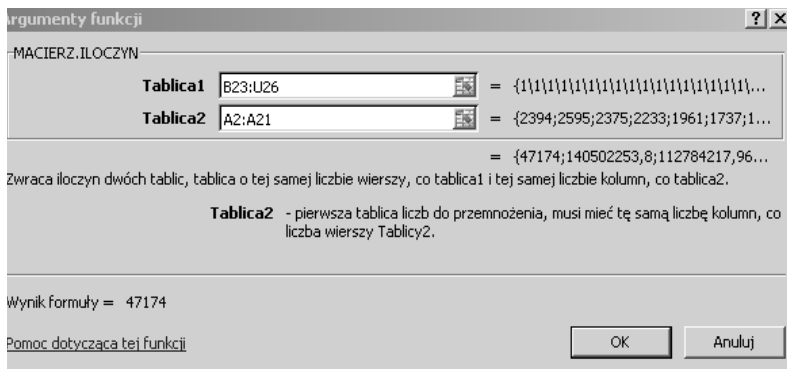 Argumenty funkcji
MACIERZ.ILOCZYN
Tablica1 B23:U26 = {1\1\1\1\1\1\1\1\1\1\1\1\1\1\1\1\1\1\...
Tablica2 A2:A21 = {2394;2595;2375;2233;1961;1737;1...
= {47174;140502253,8;112784217,96...
Zwraca iloczyn dwóch tablic, tablica o tej samej liczbie wierszy, co tablica1 i tej samej liczbie kolumn, co tablica2.
Tablica2 - pierwsza tablica liczb do przemnożenia, musi mieć tę samą liczbę kolumn, co
liczba wierszy Tablicy2.
Wynik formuły = 47174
Pomoc dotycząca tej funkcji
OK Anuluj